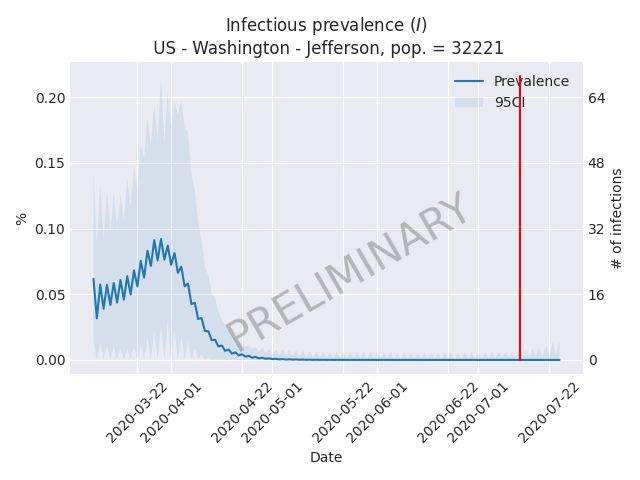 Infectious prevalence (I)
US - Washington - Jefferson, pop. = 32221
Prevalence
95CI
0.20
0.15
0.10
0.05
0.00
%
64
48
32
16
0
# of infections
PRELIMINARY
2020-03-22
2020-04-01
2020-04-22
2020-05-01
2020-05-22
2020-06-01
2020-06-22
2020-07-01
2020-07-22
Date